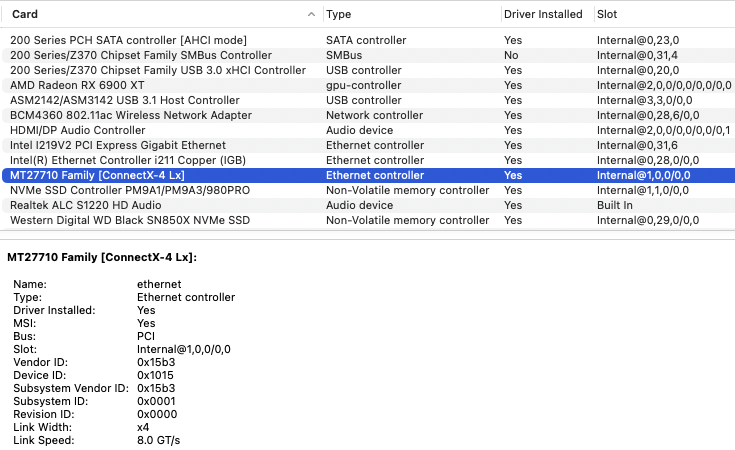 Card Type Driver Installed Slot
200 Series PCH SATA controller [AHCI mode] SATA controller Yes Internal@0,23,0
200 Series/Z370 Chipset Family SMBus Controller SMBus No Internal@0,31,4
200 Series/Z370 Chipset Family USB 3.0 xHCI Controller USB controller Yes Internal@0,20,0
AMD Radeon RX 6900 XT gpu-controller Yes Internal@2,0,0/0,0/0,0/0,0
ASM2142/ASM3142 USB 3.1 Host Controller USB controller Yes Internal@3,3,0/0,0
BCM4360 802.11ac Wireless Network Adapter Network controller Yes Internal@0,28,6/0,0
HDMI/DP Audio Controller Audio device Yes Internal@2,0,0/0,0/0,0/0,1
Intel I219V2 PCI Express Gigabit Ethernet Ethernet controller Yes Internal@0,31,6
Intel(R) Ethernet Controller i211 Copper (IGB) Ethernet controller Yes Internal@0,28,0/0,0
MT27710 Family [ConnectX-4 Lx] Ethernet controller Yes Internal@1,0,0/0,0
NVMe SSD Controller PM9A1/PM9A3/980PRO Non-Volatile memory controller Yes Internal@1,1,0/0,0
Realtek ALC S1220 HD Audio Audio device Yes Built In
Western Digital WD Black SN850X NVMe SSD Non-Volatile memory controller Yes Internal@0,29,0/0,0
MT27710 Family [ConnectX-4 Lx]:
Name: ethernet
Type: Ethernet controller
Driver Installed: Yes
MSI: Yes
Bus: PCI
Slot: Internal@1,0,0/0,0
Vendor ID: 0x15b3
Device ID: 0x1015
Subsystem Vendor ID: 0x15b3
Subsystem ID: 0x0001
Revision ID: 0x0000
Link Width: x4
Link Speed: 8.0 GT/s